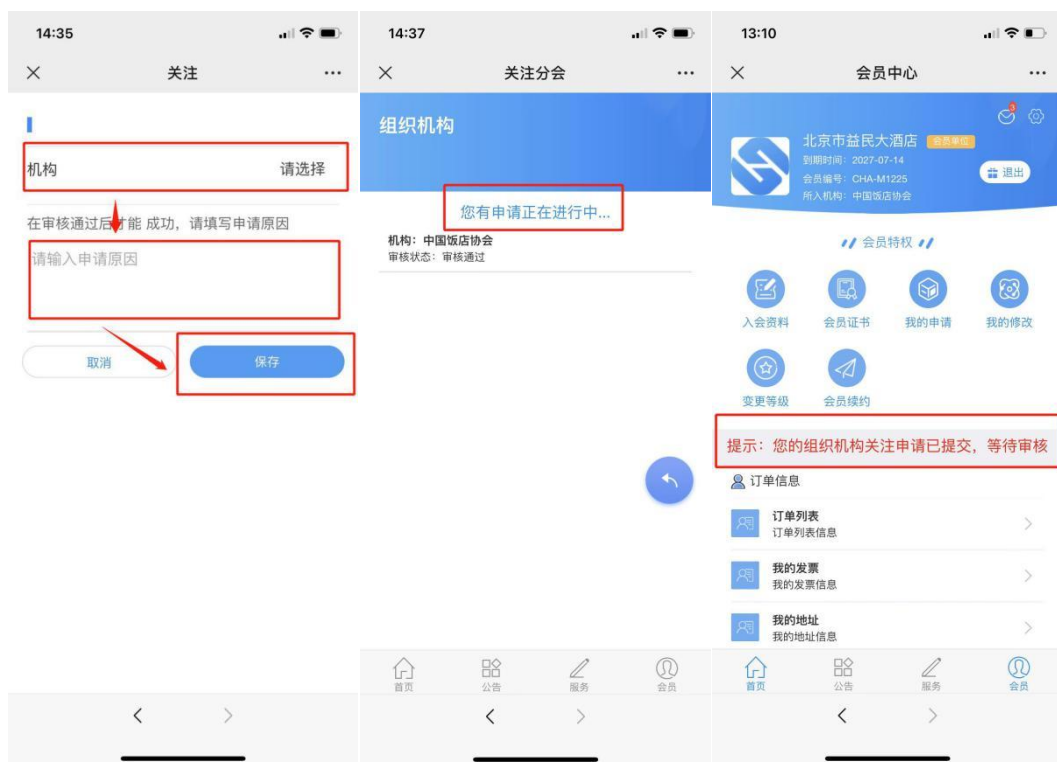 14:35
关注
机构
请选择
在审核通过后才能 成功，请填写申请原因
请输入申请原因
取消
保存
14:37
关注分会
组织机构
您有申请正在进行中...
机构：中国饭店协会
审核状态：审核通过
首页
公告
服务
会员
13:10
会员中心
3
北京市益民大酒店 会员单位
到期时间：2027-07-14
会员编号：CHA-M1225
所入机构：中国饭店协会
退出
会员特权
入会资料
会员证书
我的申请
我的修改
变更等级
会员续约
提示：您的组织机构关注申请已提交，等待审核
订单信息
订单列表
订单列表信息
我的发票
我的发票信息
我的地址
我的地址信息
首页
公告
服务
会员